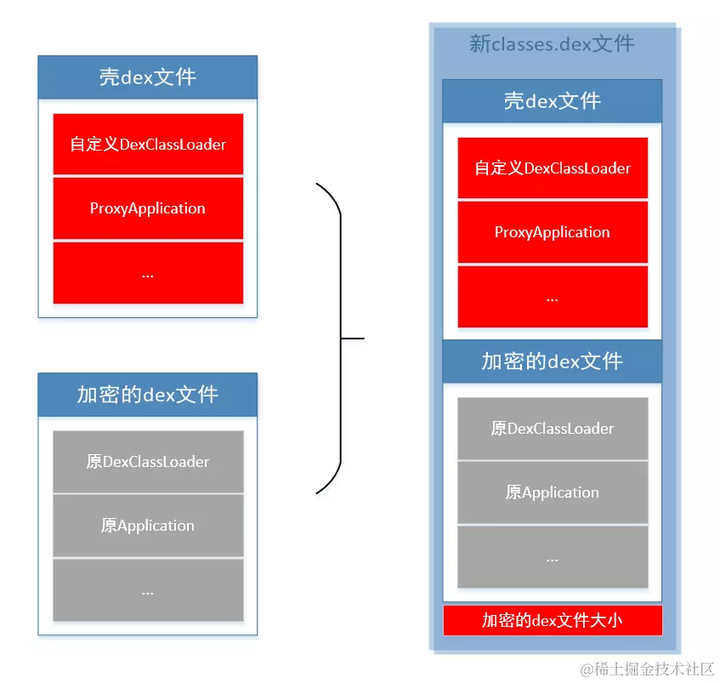 壳dex文件
自定义DexClassLoader
ProxyApplication
...
加密的dex文件
原DexClassLoader
原Application
...
新classes.dex文件
壳dex文件
自定义DexClassLoader
ProxyApplication
...
加密的dex文件
原DexClassLoader
原Application
...
加密的dex文件大小
@稀土掘金技术社区